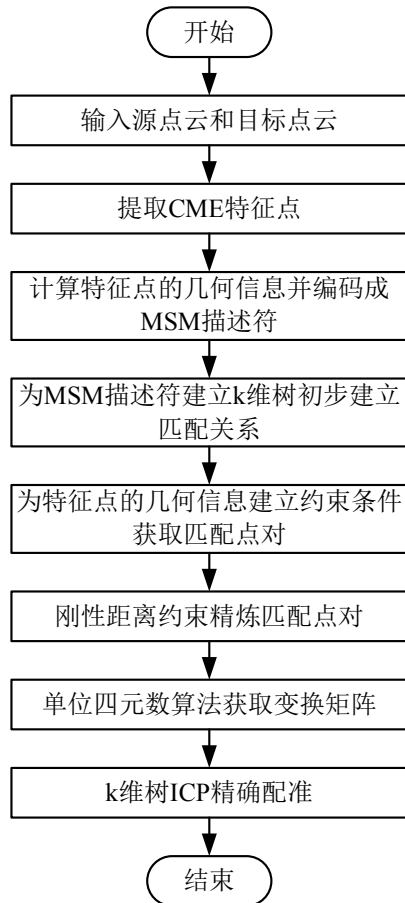 开始
输入源点云和目标点云
提取CME特征点
计算特征点的几何信息并编码成
MSM描述符
为MSM描述符建立k维树初步建立
匹配关系
为特征点的几何信息建立约束条件
获取匹配点对
刚性距离约束精炼匹配点对
单位四元数算法获取变换矩阵
k维树ICP精确配准
结束